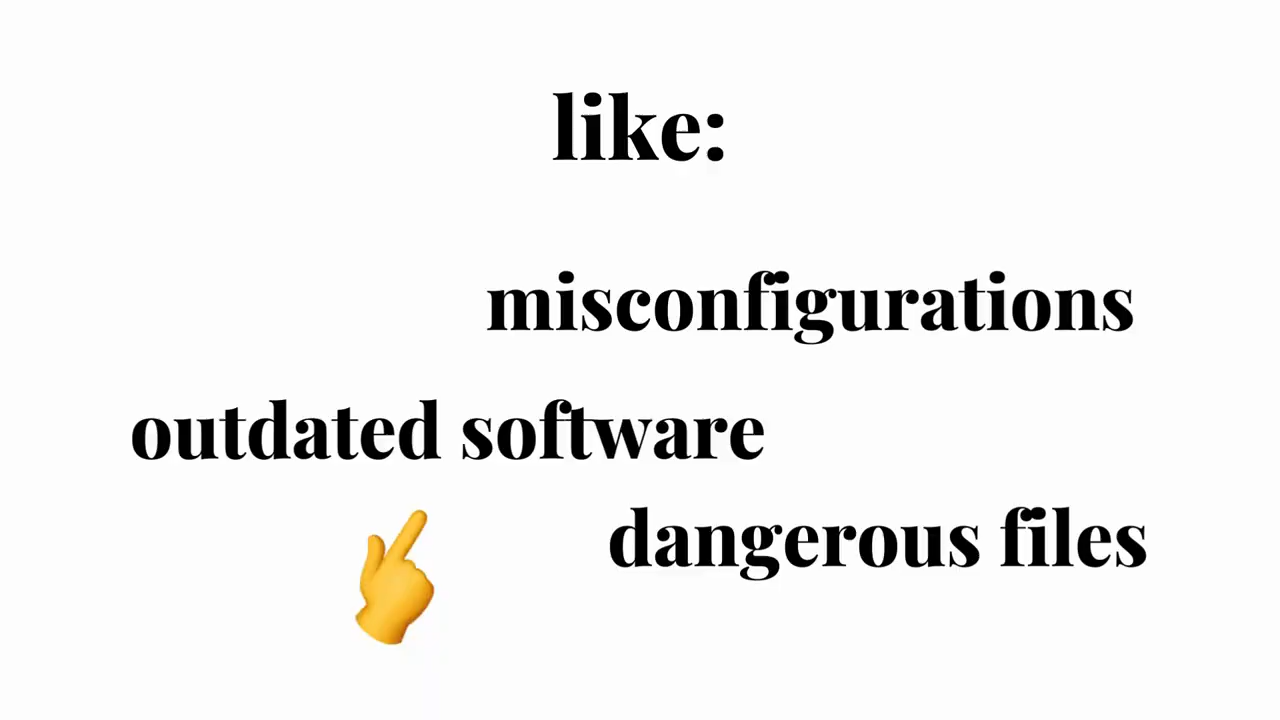 like:
misconfigurations
outdated software
dangerous files